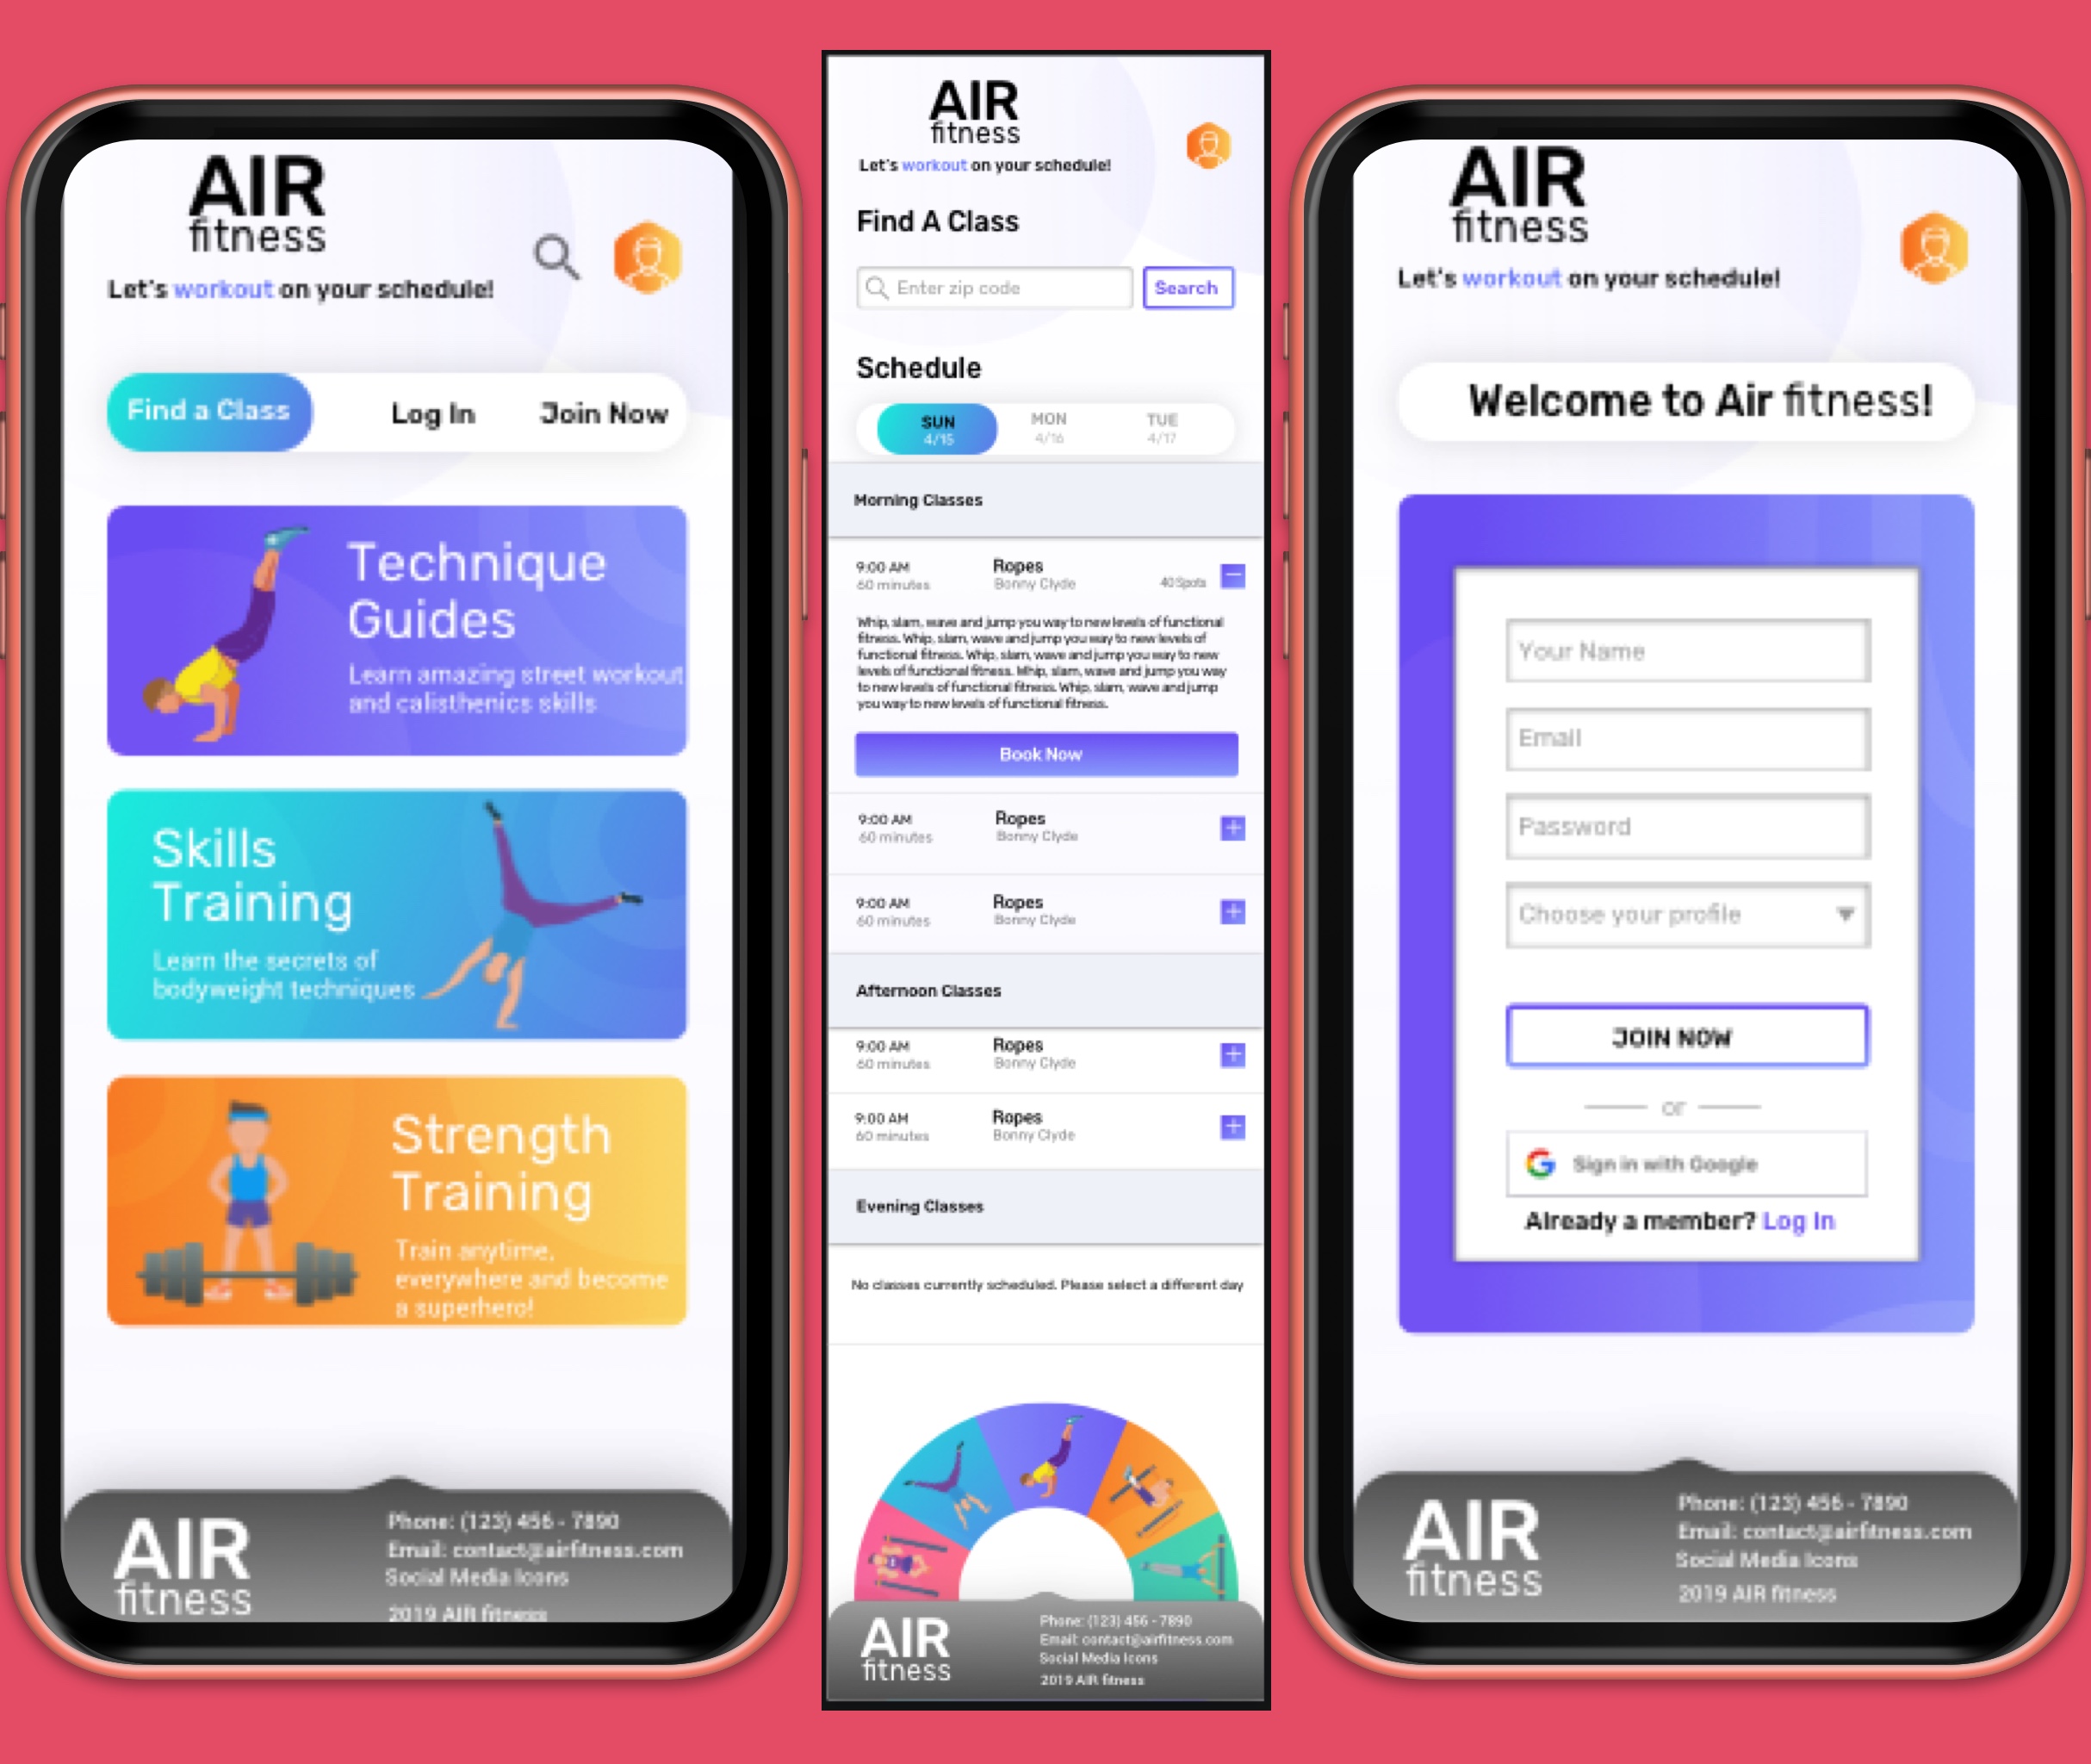 AIR
fitness
Let's workout on your schedule!
Find a Class
Log In
Join Now
Technique
Guides
Learn amazing street workout
and calisthenics skills
Skills
Training
Learn the secrets of
bodyweight techniques
Strength
Training
Train anytime,
everywhere and become
a superhero!
AIR
fitness
Phone: (123) 456 - 7890
Email: contact@airfitness.com
Social Media Icons
2019 AIR fitness
AIR
fitness
Let's workout on your schedule!
Find A Class
Enter zip code
Search
Schedule
SUN
4/15
MON
4/16
TUE
4/17
Morning Classes
9:00 AM
60 minutes
Ropes
Bonny Clyde
40 Spots
Whip, slam, wave and jump you way to new levels of functional
fitness. Whip, slam, wave and jump you way to new levels of
functional fitness. Whip, slam, wave and jump you way to new
levels of functional fitness. Whip, slam, wave and jump you way
to new levels of functional fitness. Whip, slam, wave and jump
you way to new levels of functional fitness.
Book Now
9:00 AM
60 minutes
Ropes
Bonny Clyde
9:00 AM
60 minutes
Ropes
Bonny Clyde
Afternoon Classes
9:00 AM
60 minutes
Ropes
Bonny Clyde
9:00 AM
60 minutes
Ropes
Bonny Clyde
Evening Classes
No classes currently scheduled. Please select a different day
AIR
fitness
Phone: (123) 456 - 7890
Email: contact@airfitness.com
Social Media Icons
2019 AIR fitness
AIR
fitness
Let's workout on your schedule!
Welcome to Air fitness!
Your Name
Email
Password
Choose your profile
JOIN NOW
or
G Sign in with Google
Already a member? Log In
AIR
fitness
Phone: (123) 456 - 7890
Email: contact@airfitness.com
Social Media Icons
2019 AIR fitness